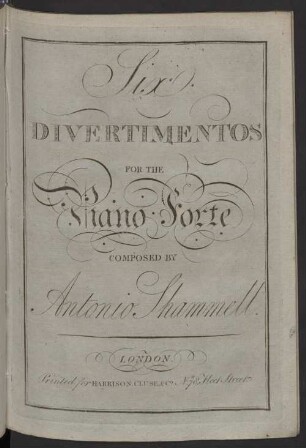 Six
DIVERTIMENTOS
FOR THE
Piano Forte
COMPOSED BY
Antonio Shammell.
LONDON
Printed for HARRISON CLUSE, & Co. No. 78 Fleet Street